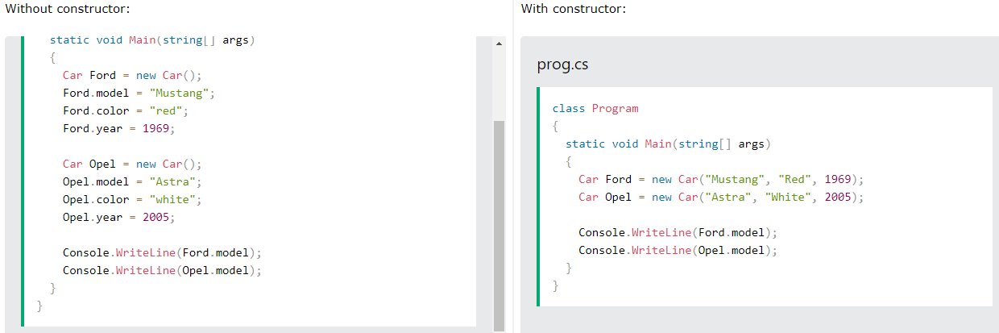 Without constructor:
static void Main(string[] args)
{
Car Ford = new Car();
Ford.model = "Mustang";
Ford.color = "red";
Ford.year = 1969;
Car Opel = new Car();
Opel.model = "Astra";
Opel.color = "white";
Opel.year = 2005;
Console.WriteLine(Ford.model);
Console.WriteLine(Opel.model);
}
}
With constructor:
prog.cs
class Program
{
static void Main(string[] args)
{
Car Ford = new Car("Mustang", "Red", 1969);
Car Opel = new Car("Astra", "White", 2005);
Console.WriteLine(Ford.model);
Console.WriteLine(Opel.model);
}
}